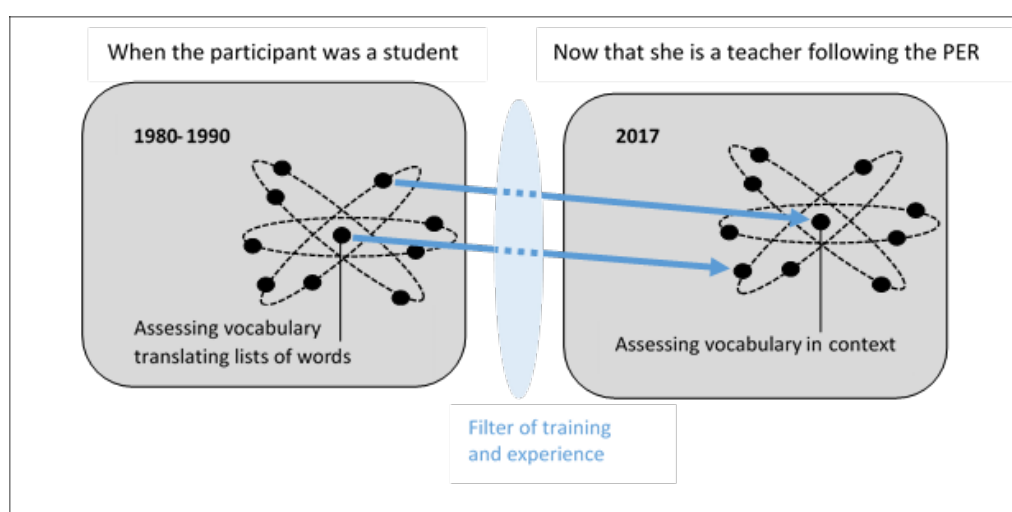 When the participant was a student
Now that she is a teacher following the PER
1980-1990
2017
Assessing vocabulary
translating lists of words
Assessing vocabulary in context
Filter of training
and experience